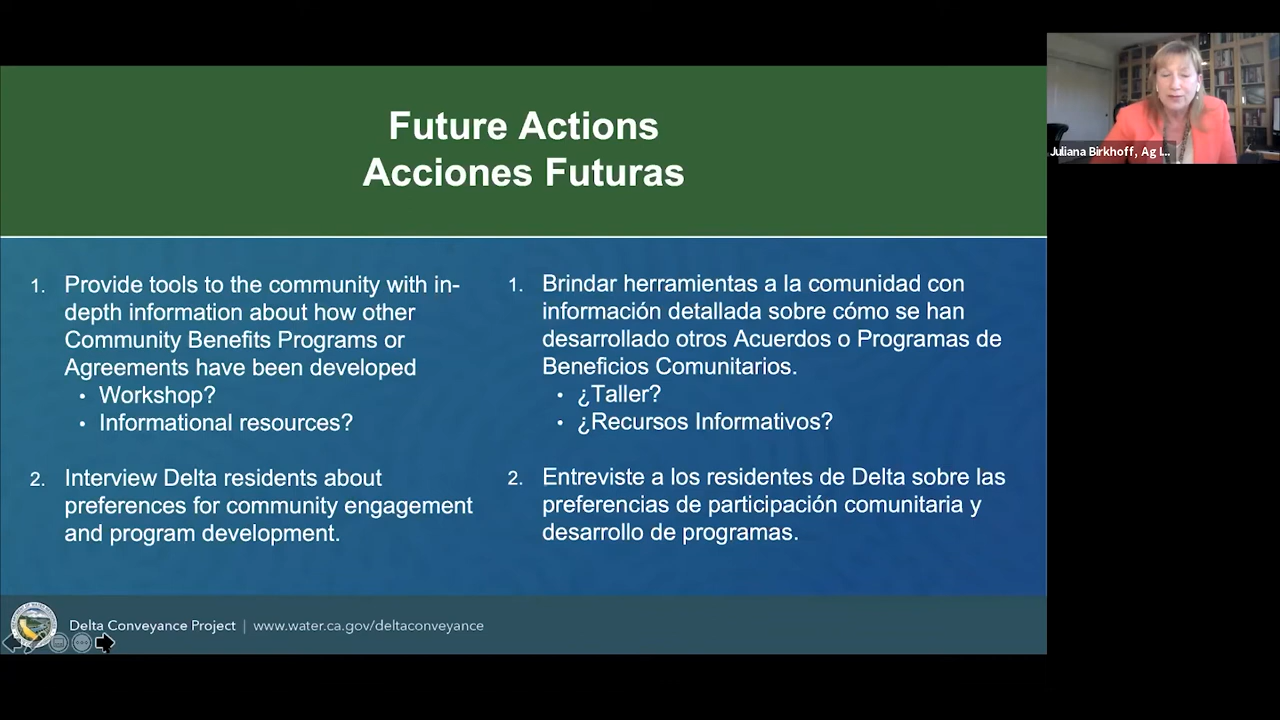 Future Actions
Acciones Futuras
1. Provide tools to the community with in-
depth information about how other
Community Benefits Programs or
Agreements have been developed
• Workshop?
• Informational resources?
2. Interview Delta residents about
preferences for community engagement
and program development.
1. Brindar herramientas a la comunidad con
información detallada sobre cómo se han
desarrollado otros Acuerdos o Programas de
Beneficios Comunitarios.
• ¿Taller?
• ¿Recursos Informativos?
2. Entreviste a los residentes de Delta sobre las
preferencias de participación comunitaria y
desarrollo de programas.
Delta Conveyance Project | www.water.ca.gov/deltaconveyance
Juliana Birkhoff, Ag I...